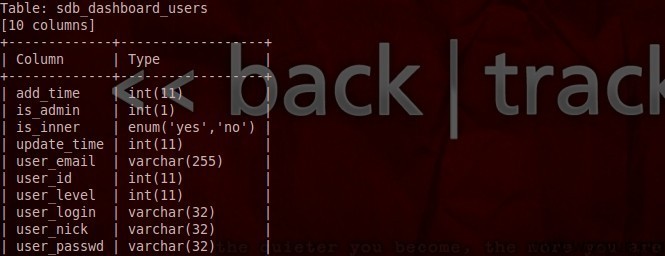 Table: sdb_dashboard_users
[10 columns]
+-------------+------------------+
| Column      | Type             |
+-------------+------------------+
| add_time    | int(11)          |
| is_admin    | int(1)           |
| is_inner    | enum('yes','no') |
| update_time | int(11)          |
| user_email  | varchar(255)     |
| user_id     | int(11)          |
| user_level  | int(11)          |
| user_login  | varchar(32)      |
| user_nick   | varchar(32)      |
| user_passwd | varchar(32)      |
<< back | track
the quieter you become, the more you are